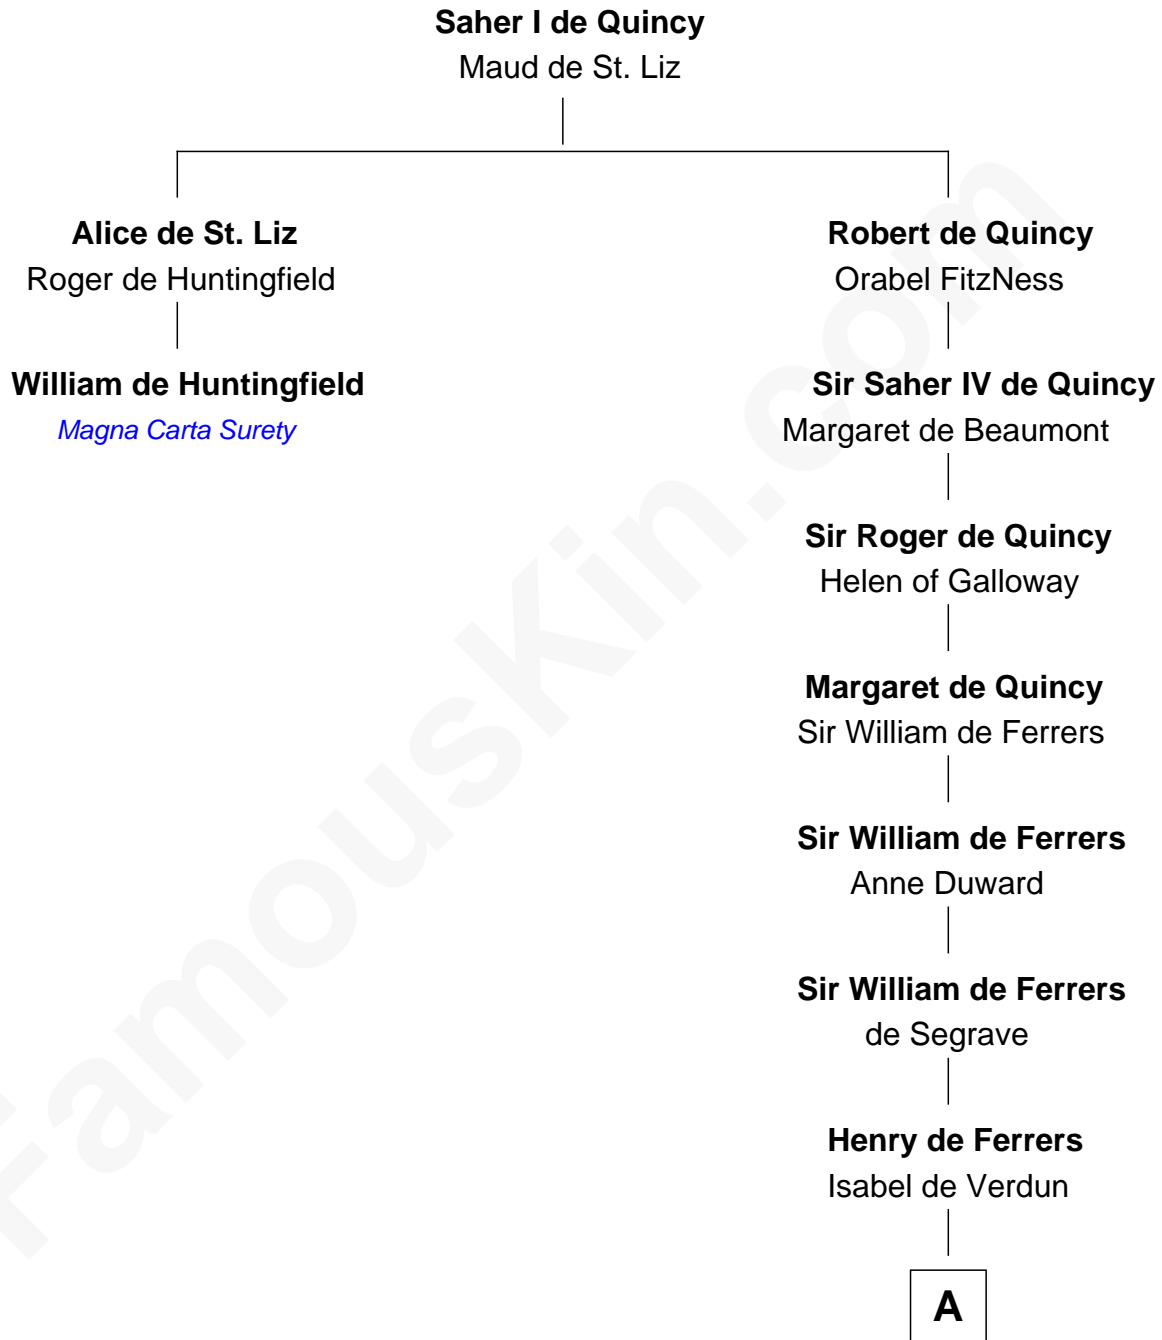 Saher I de Quincy
Maud de St. Liz
Alice de St. Liz
Roger de Huntingfield
Robert de Quincy
Orabel FitzNess
William de Huntingfield
Magna Carta Surety
Sir Saher IV de Quincy
Margaret de Beaumont
Sir Roger de Quincy
Helen of Galloway
Margaret de Quincy
Sir William de Ferrers
Sir William de Ferrers
Anne Duward
Sir William de Ferrers
de Segrave
Henry de Ferrers
Isabel de Verdun
A
FamousKin.com